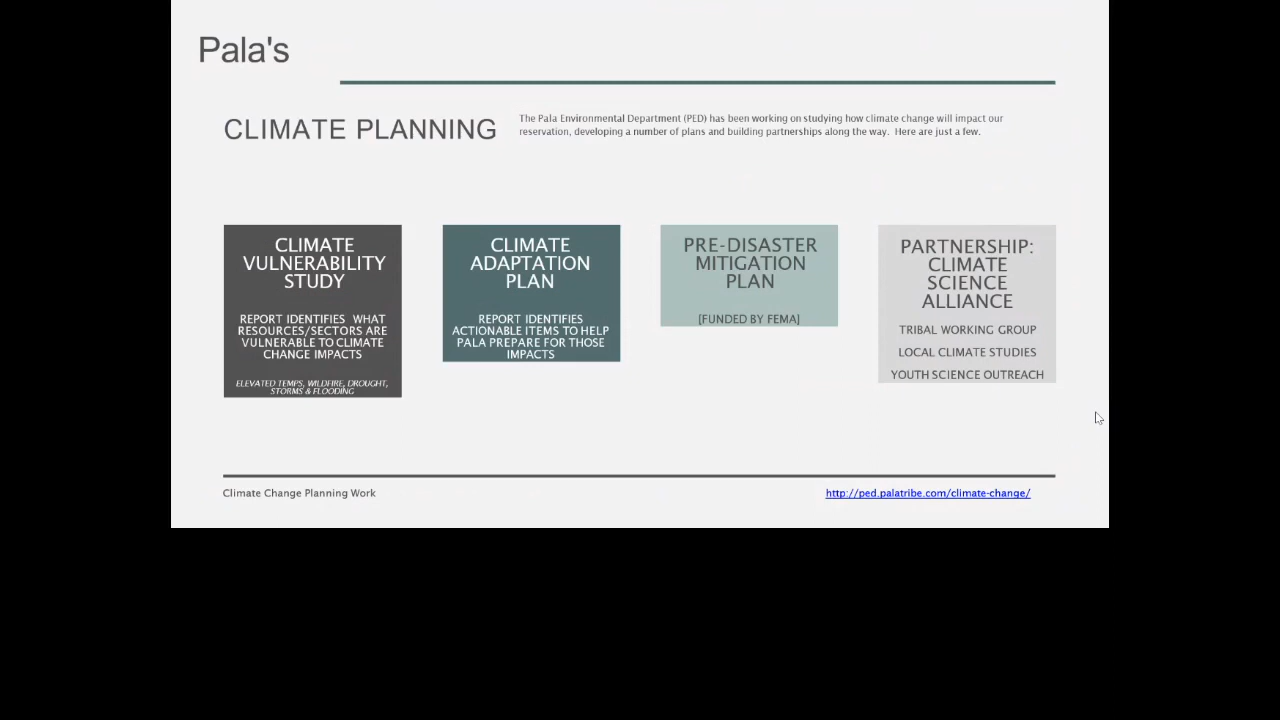 Pala's
CLIMATE PLANNING
The Pala Environmental Department (PED) has been working on studying how climate change will impact our
reservation, developing a number of plans and building partnerships along the way.  Here are just a few.
CLIMATE
VULNERABILITY
STUDY
REPORT IDENTIFIES  WHAT
RESOURCES/SECTORS ARE
VULNERABLE TO CLIMATE
CHANGE IMPACTS
ELEVATED TEMPS, WILDFIRE, DROUGHT,
STORMS & FLOODING
CLIMATE
ADAPTATION
PLAN
REPORT IDENTIFIES
ACTIONABLE ITEMS TO HELP
PALA PREPARE FOR THOSE
IMPACTS
PRE-DISASTER
MITIGATION
PLAN
[FUNDED BY FEMA]
PARTNERSHIP:
CLIMATE
SCIENCE
ALLIANCE
TRIBAL WORKING GROUP
LOCAL CLIMATE STUDIES
YOUTH SCIENCE OUTREACH
Climate Change Planning Work
http://ped.palatribe.com/climate-change/